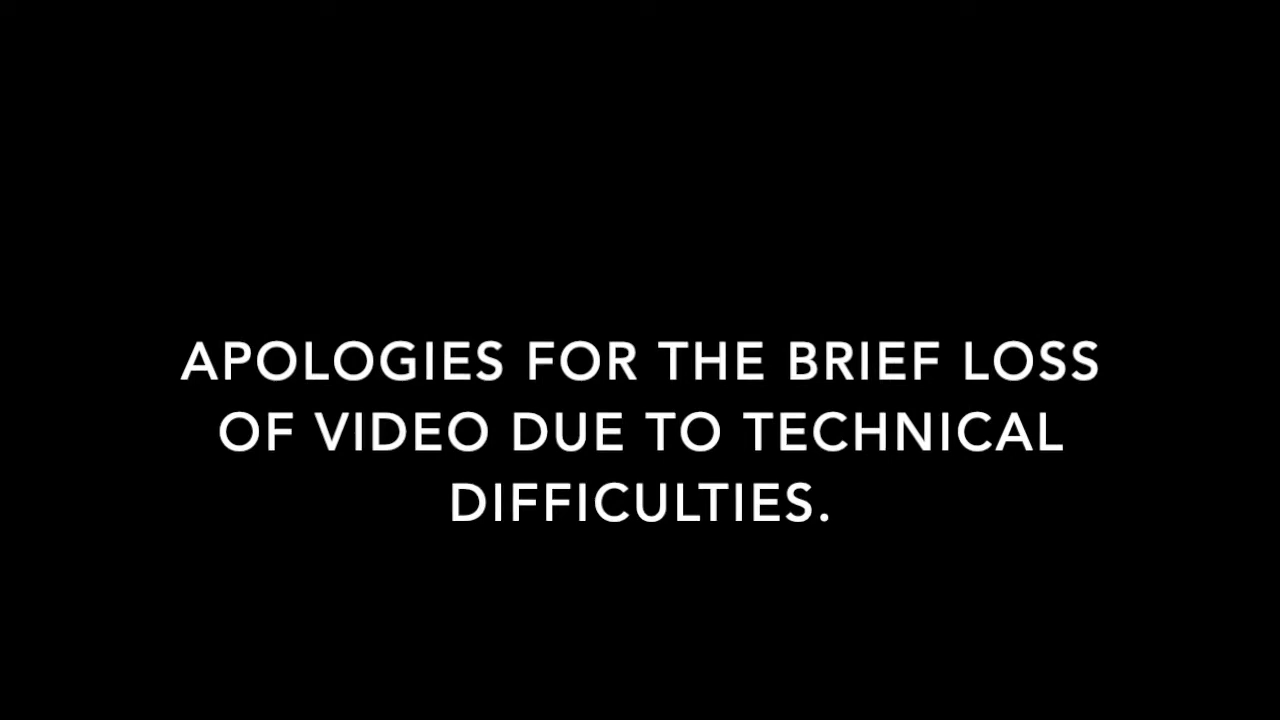 APOLOGIES FOR THE BRIEF LOSS
OF VIDEO DUE TO TECHNICAL
DIFFICULTIES.